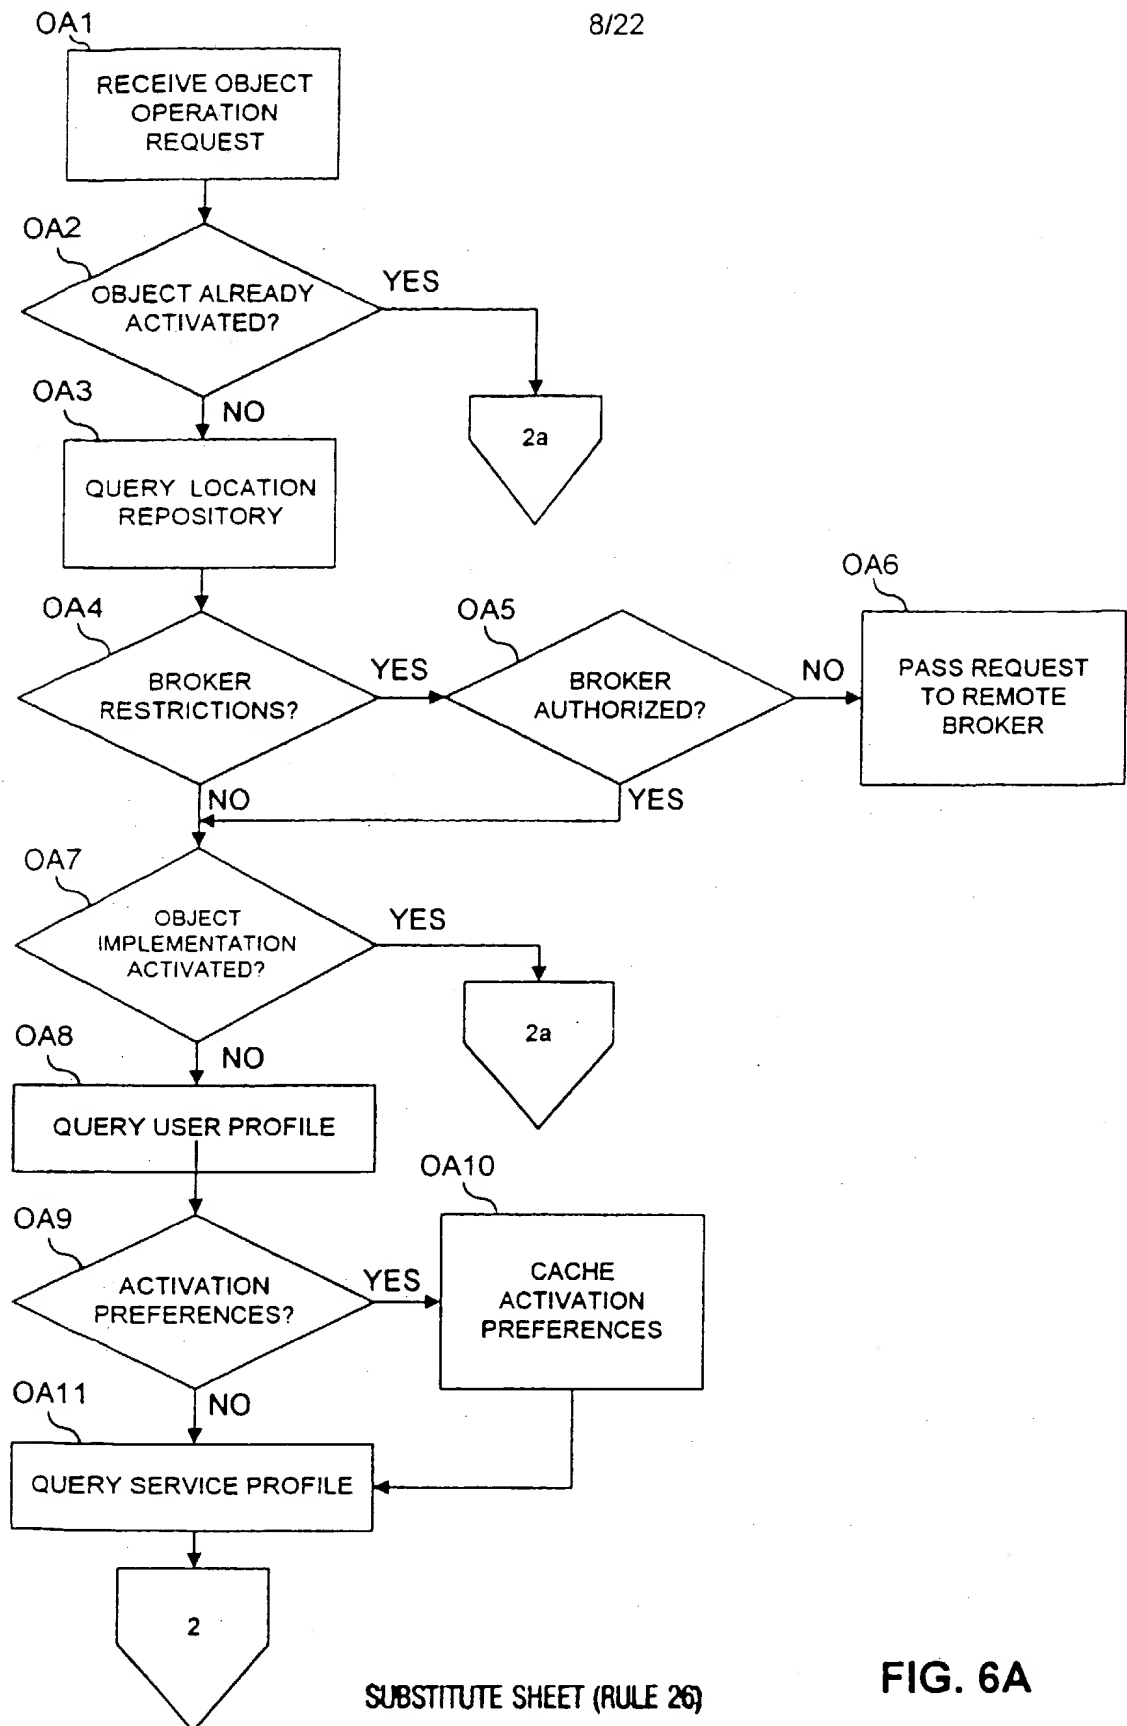 8/22
OA1
RECEIVE OBJECT
OPERATION
REQUEST
OA2
OBJECT ALREADY
ACTIVATED?
YES
2a
NO
OA3
QUERY LOCATION
REPOSITORY
OA4
BROKER
RESTRICTIONS?
YES
OA5
BROKER
AUTHORIZED?
NO
OA6
PASS REQUEST
TO REMOTE
BROKER
NO
YES
OA7
OBJECT
IMPLEMENTATION
ACTIVATED?
YES
2a
NO
OA8
QUERY USER PROFILE
OA9
ACTIVATION
PREFERENCES?
YES
OA10
CACHE
ACTIVATION
PREFERENCES
NO
OA11
QUERY SERVICE PROFILE
2
SUBSTITUTE SHEET (RULE 26)
FIG. 6A